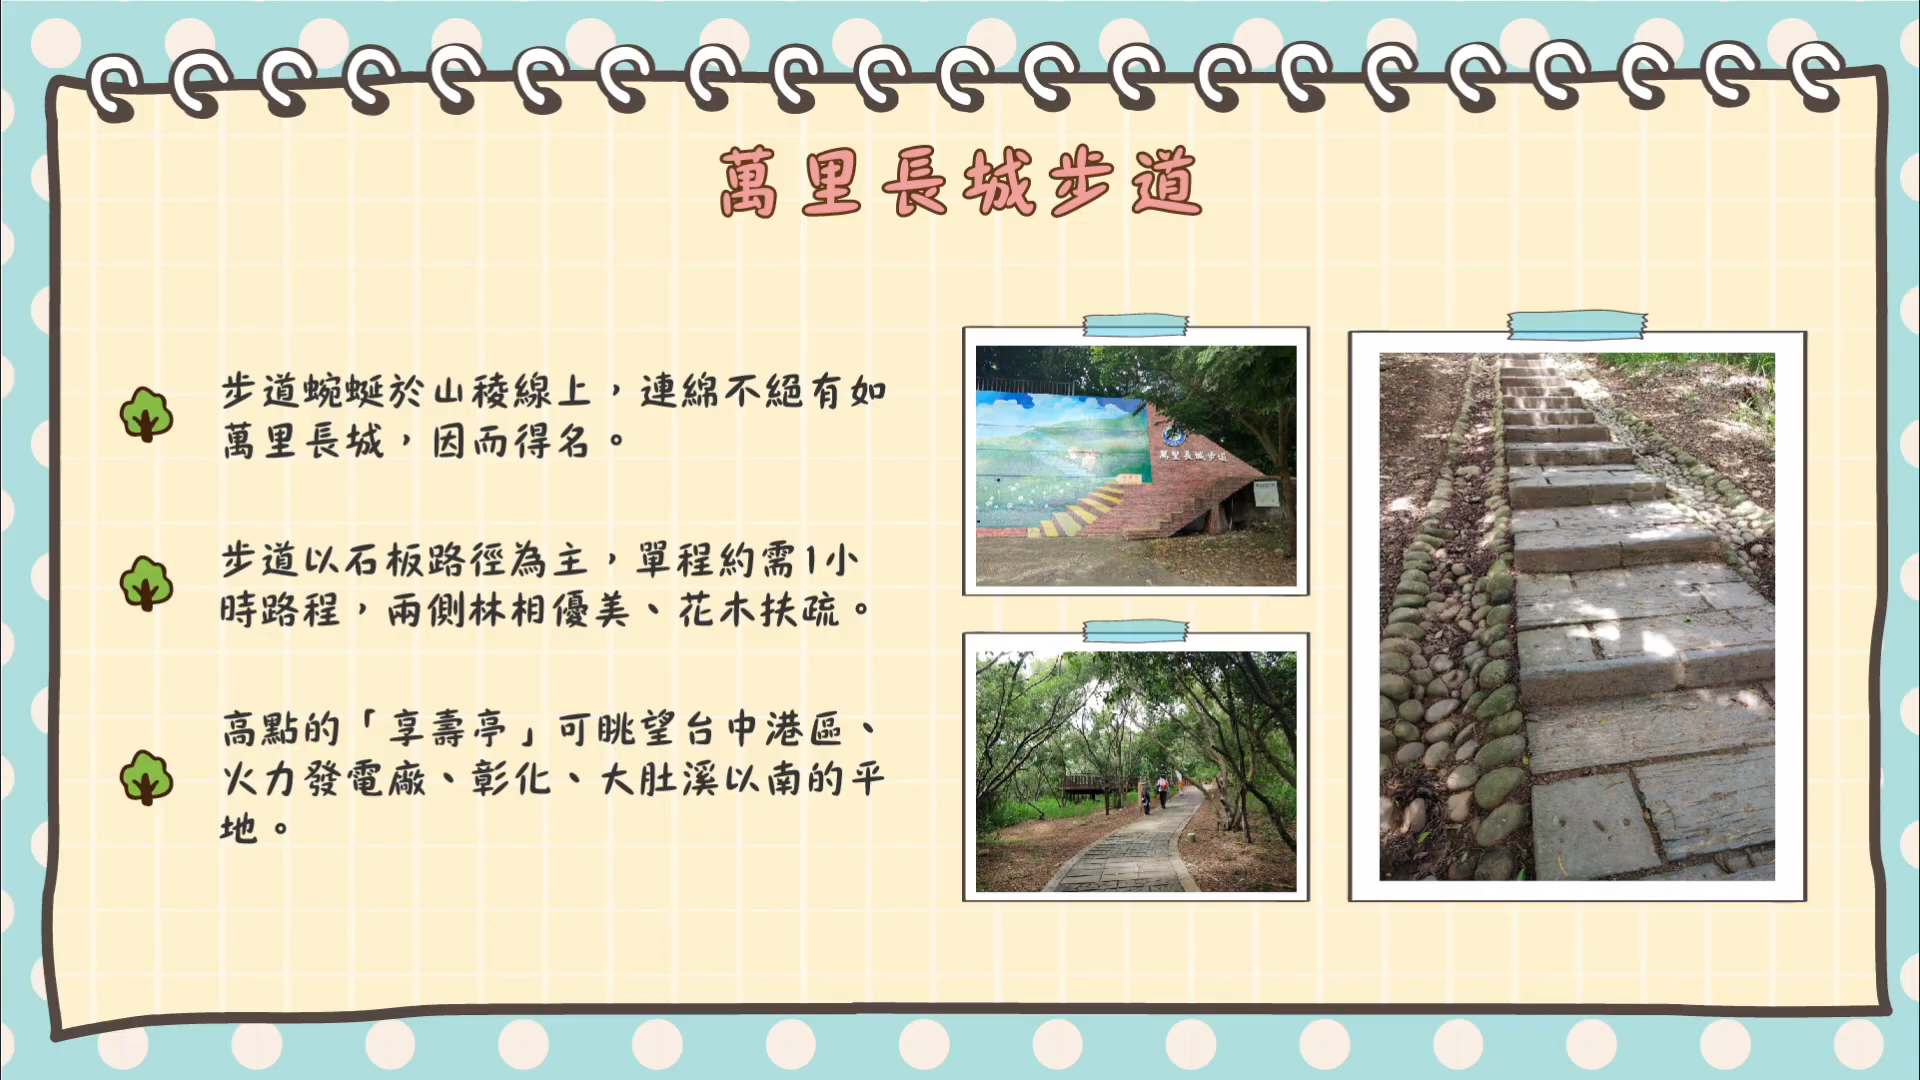 萬里長城步道
步道蜿蜒於山稜線上，連綿不絕有如
萬里長城，因而得名。
步道以石板路徑為主，單程約需1小
時路程，兩側林相優美、花木扶疏。
高點的「享壽亭」可眺望台中港區、
火力發電廠、彰化、大肚溪以南的平
地。
萬里長城步道